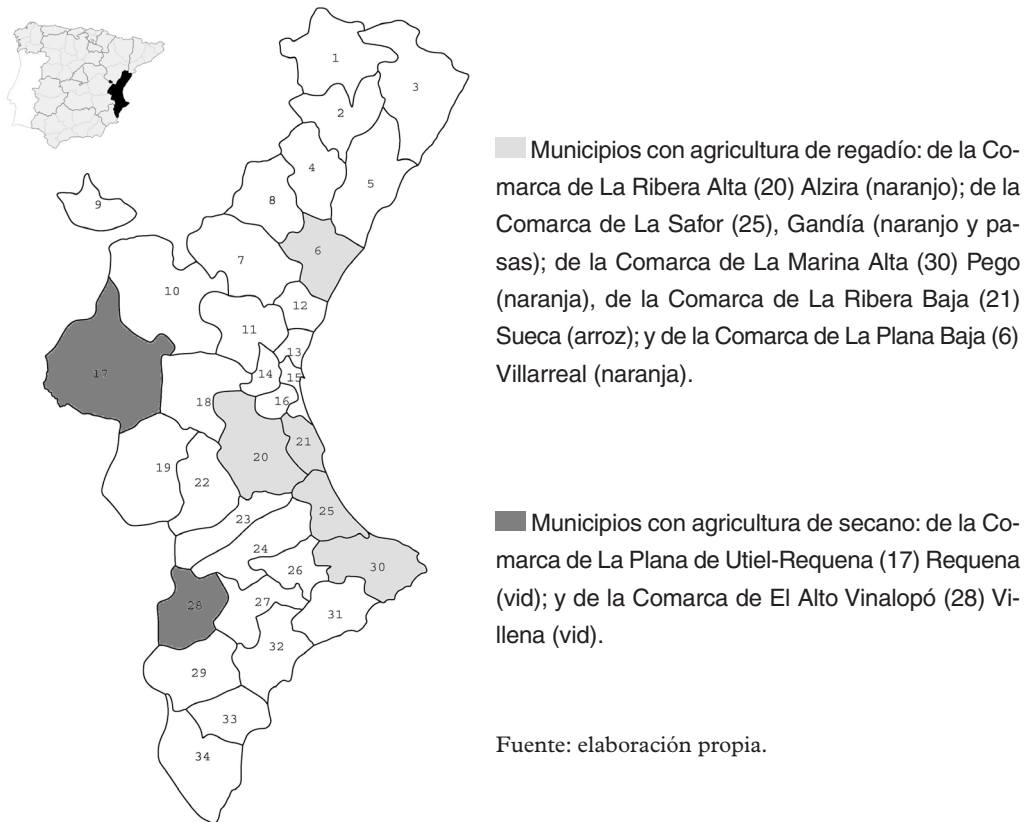 1
3
2
4
5
8
9
6
7
10
12
11
13
14
15
17
16
18
21
20
19
22
25
23
24
30
26
27
28
31
32
29
33
34
Municipios con agricultura de regadío: de la Co-
marca de La Ribera Alta (20) Alzira (naranjo); de la
Comarca de La Safor (25), Gandía (naranjo y pa-
sas); de la Comarca de La Marina Alta (30) Pego
(naranja), de la Comarca de La Ribera Baja (21)
Sueca (arroz); y de la Comarca de La Plana Baja (6)
Villarreal (naranja).
Municipios con agricultura de secano: de la Co-
marca de La Plana de Utiel-Requena (17) Requena
(vid); y de la Comarca de El Alto Vinalopó (28) Vi-
llena (vid).
Fuente: elaboración propia.